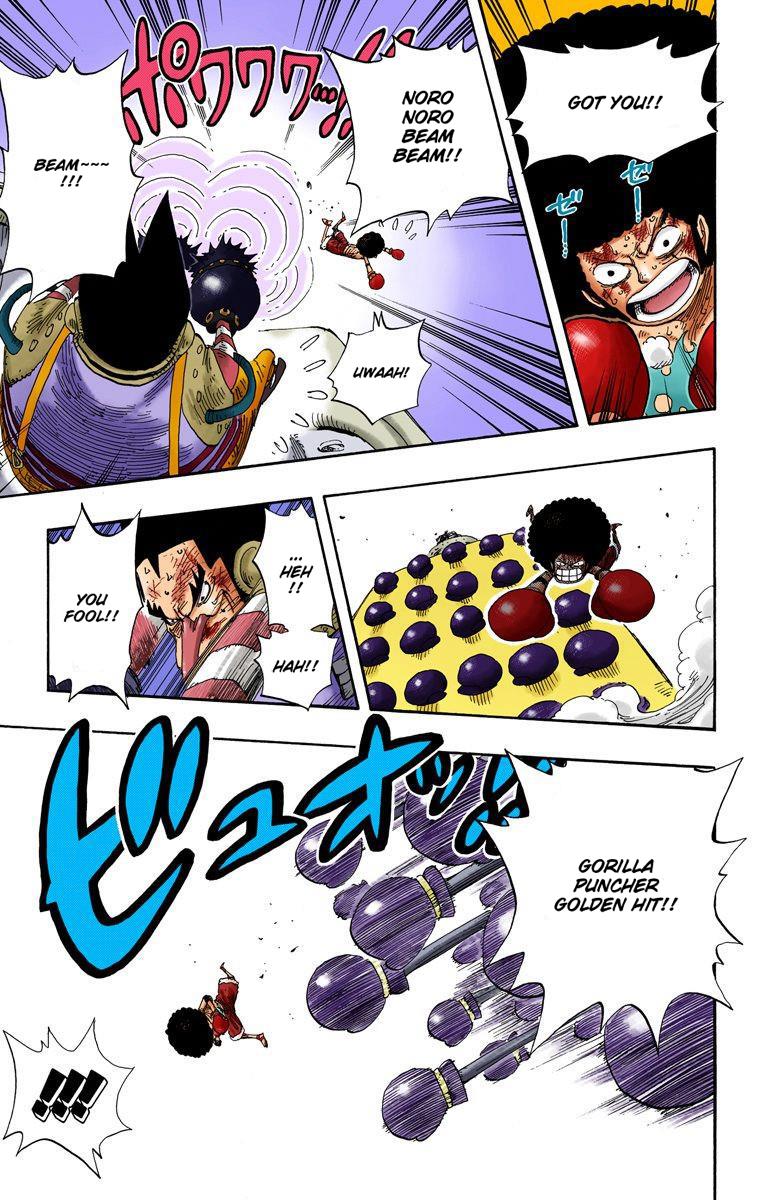 GOT YOU!!
ゼー
ゼー
NORO
NORO
BEAM
BEAM!!
ポワワワ…!!
BEAM~~~
!!!
UWAAH!
...
HEH
!!
HAH!!
YOU
FOOL!!
GORILLA
PUNCHER
GOLDEN HIT!!
ビュオオッ
!!!!